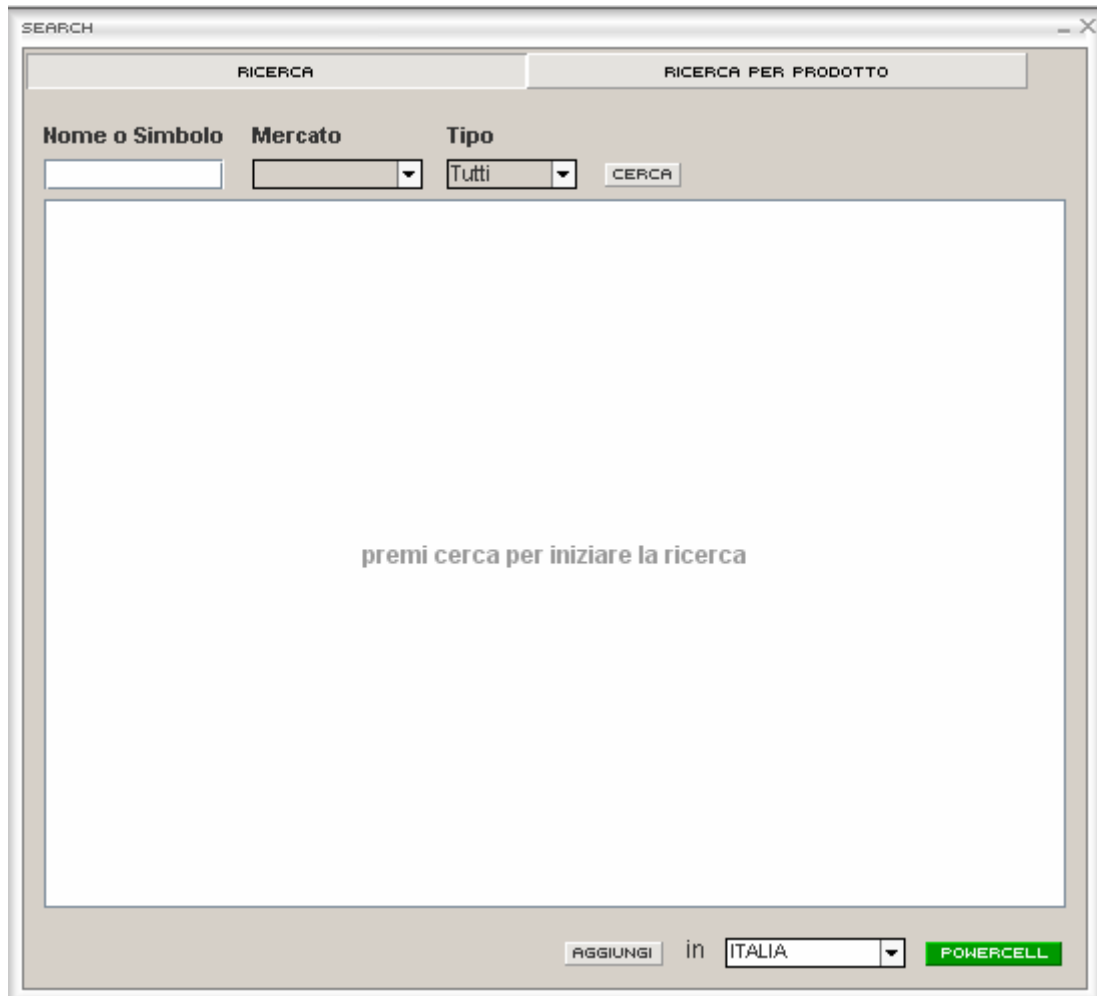 SEARCH
RICERCA RICERCA PER PRODOTTO
Nome o Simbolo Mercato Tipo
Tutti CERCA
premi cerca per iniziare la ricerca
AGGIUNGI in ITALIA POWERCELL